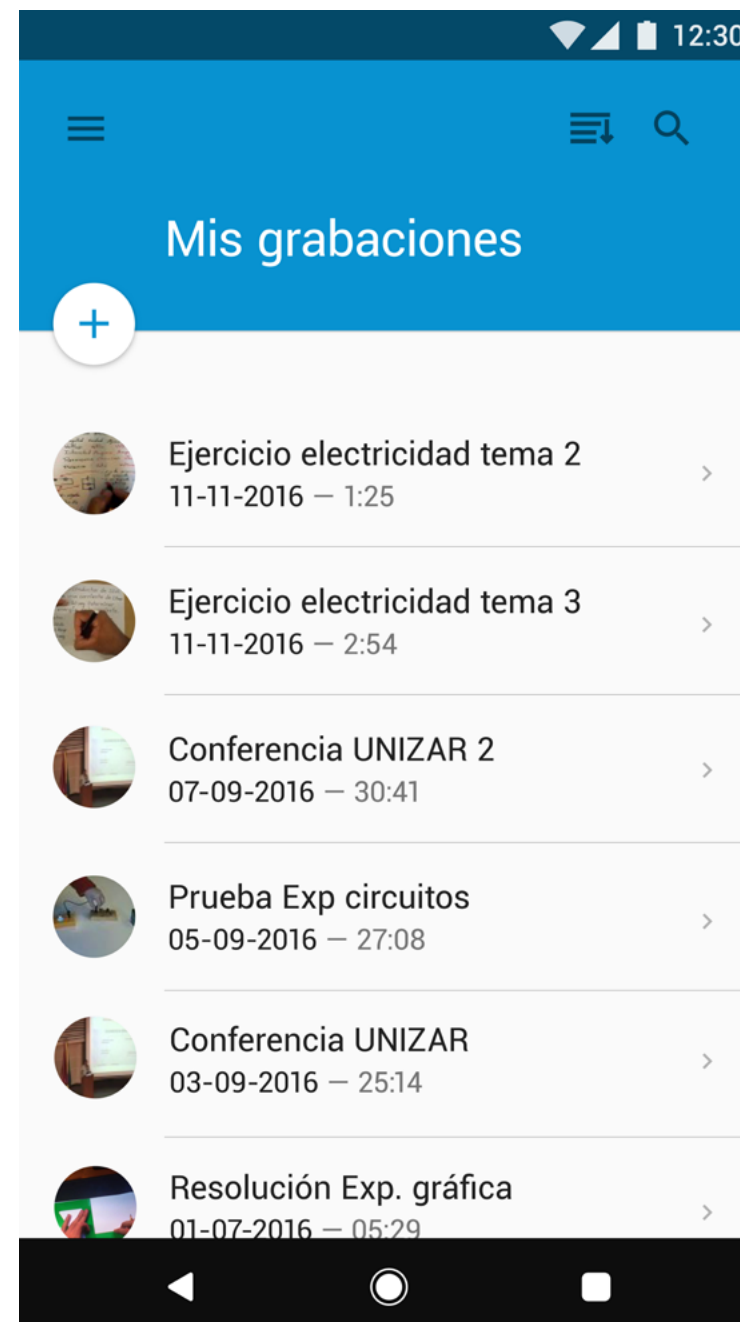 12:30
Mis grabaciones
Ejercicio electricidad tema 2
11-11-2016 — 1:25
Ejercicio electricidad tema 3
11-11-2016 — 2:54
Conferencia UNIZAR 2
07-09-2016 — 30:41
Prueba Exp circuitos
05-09-2016 — 27:08
Conferencia UNIZAR
03-09-2016 — 25:14
Resolución Exp. gráfica
01-07-2016 — 05:29